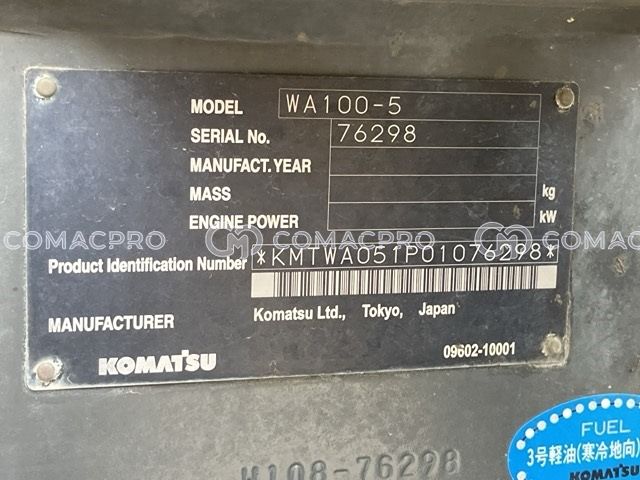 MODEL WA100-5
SERIAL No. 76298
MANUFACT. YEAR
MASS kg
ENGINE POWER kW
COMACPRO COMACPRO COMACPRO
Product Identification Number *KMTWA051P01076298*
MANUFACTURER Komatsu Ltd., Tokyo, Japan
KOMATSU 09602-10001
FUEL
3号軽油(寒冷地向)
KOMATSU
W108-76298